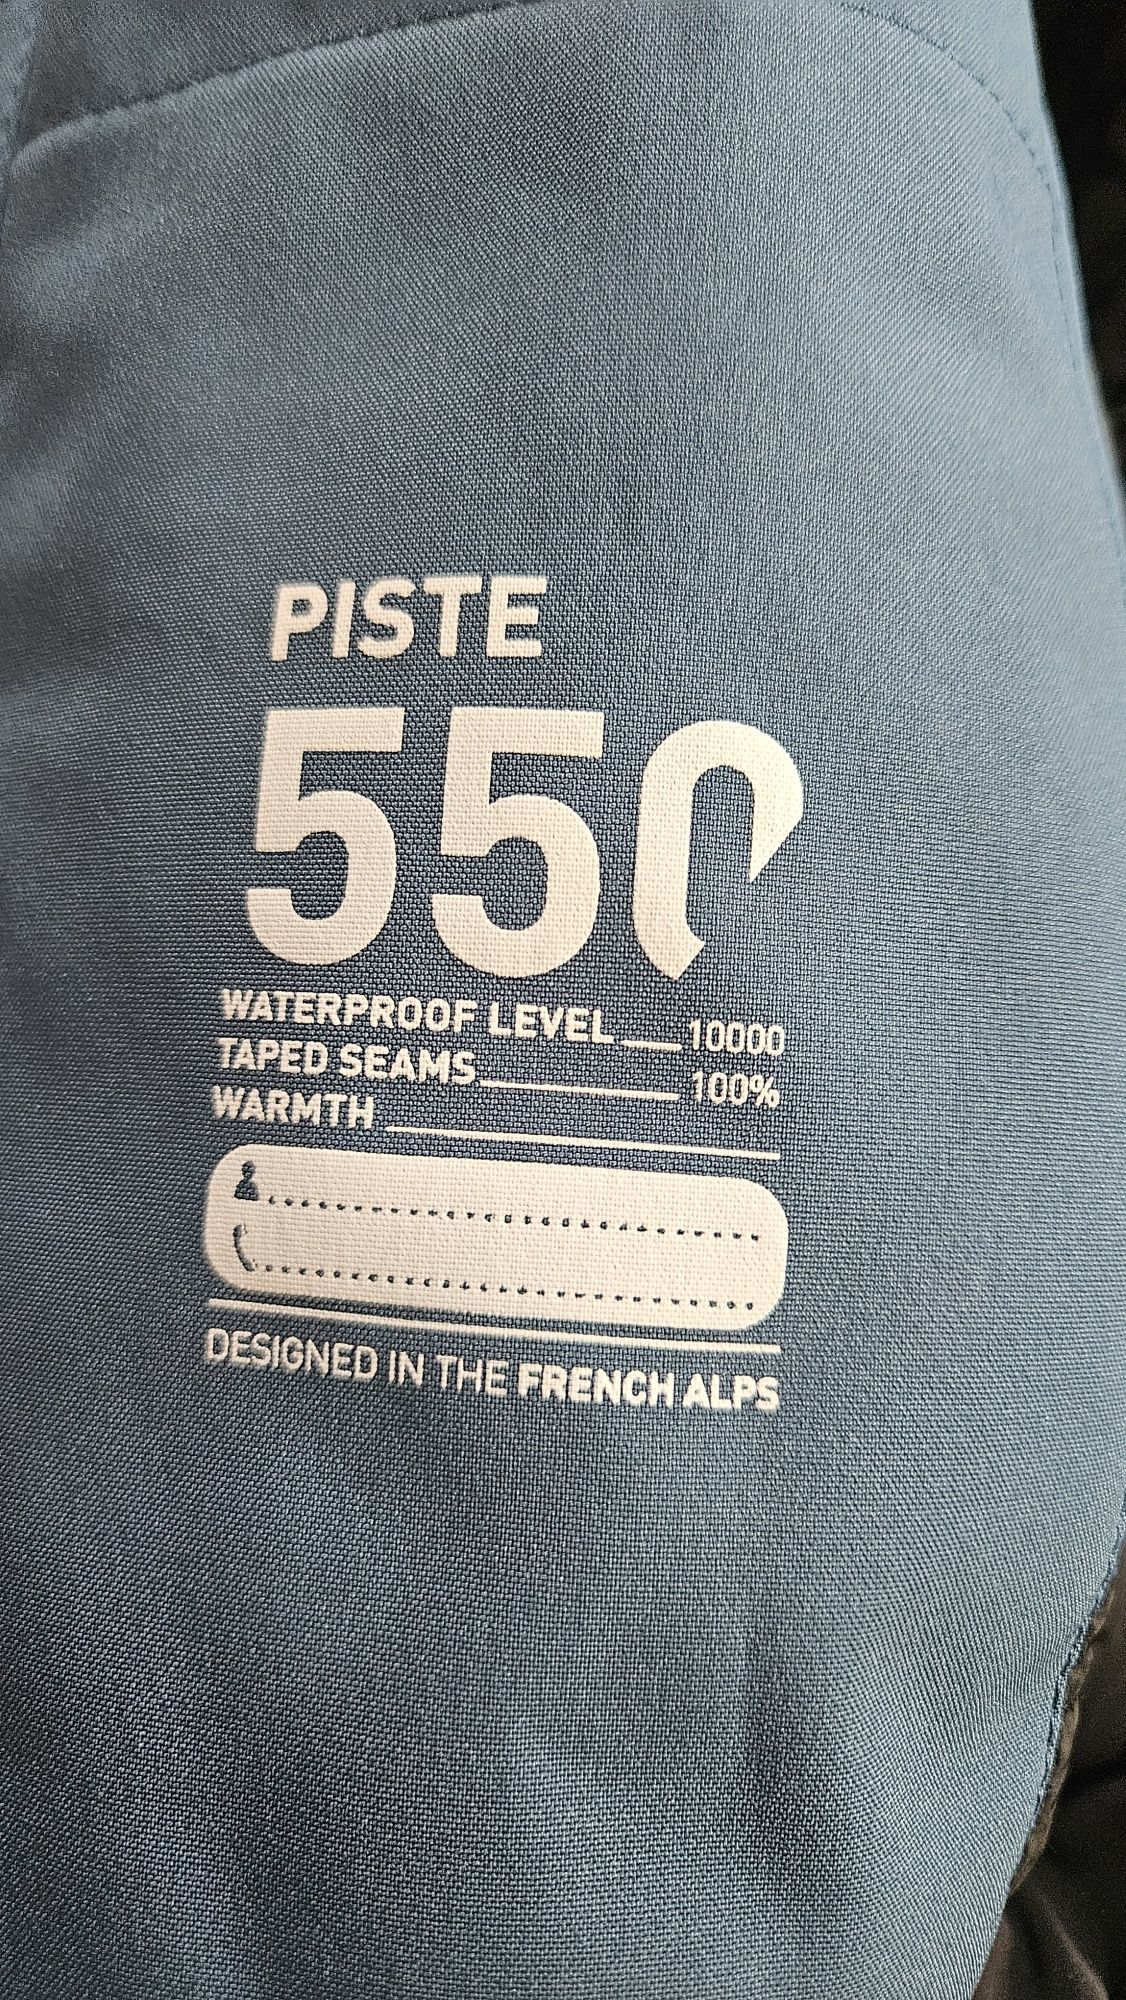 PISTE
550
WATERPROOF LEVEL 10000
TAPED SEAMS 100%
WARMTH
DESIGNED IN THE FRENCH ALPS